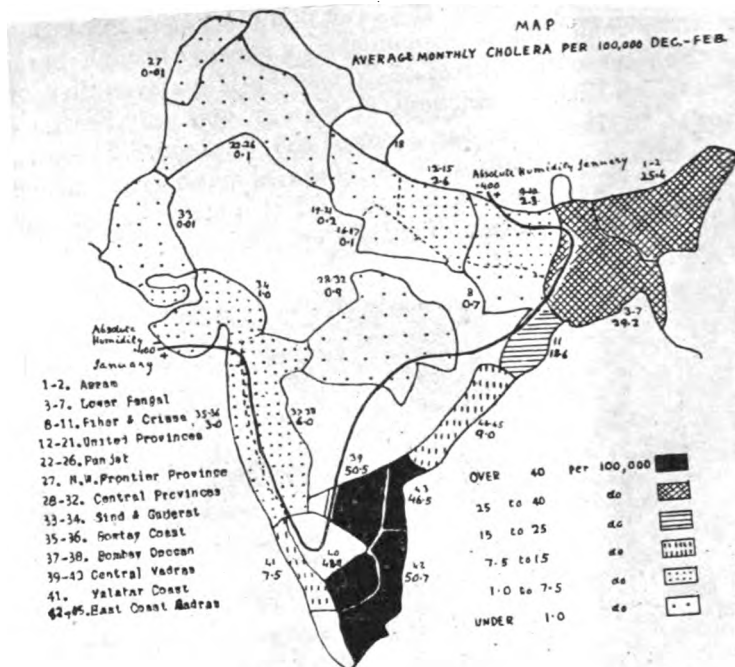 MAP
AVERAGE MONTHLY CHOLERA PER 100,000 DEC.-FEB.
27
0·01
18
22-26
0·1
12-15
2·6
Absolute Humidity January
·400
- +
9-10
2·3
1-2
25·6
19-21
0·2
16-17
0·1
33
0·01
34
1·0
28-32
0·9
8
0·7
3-7
29·2
11
18·6
Absolute
Humidity
·400
+
January
35-36
3·0
37-38
6·0
44-45
9·0
39
50·5
43
46·5
40
41
7·5
42
50·7
1-2. Assam
3-7. Lower Bengal
8-11. Bihar & Orissa
12-21. United Provinces
22-26. Panjab
27. N.W. Frontier Province
28-32. Central Provinces
33-34. Sind & Gujerat
35-36. Bombay Coast
37-38. Bombay Deccan
39-40 Central Madras
41. Malabar Coast
42-45. East Coast Madras
OVER 40 per 100,000
25 to 40 do
15 to 25 do
7·5 to 15 do
1·0 to 7·5 do
UNDER 1·0 do